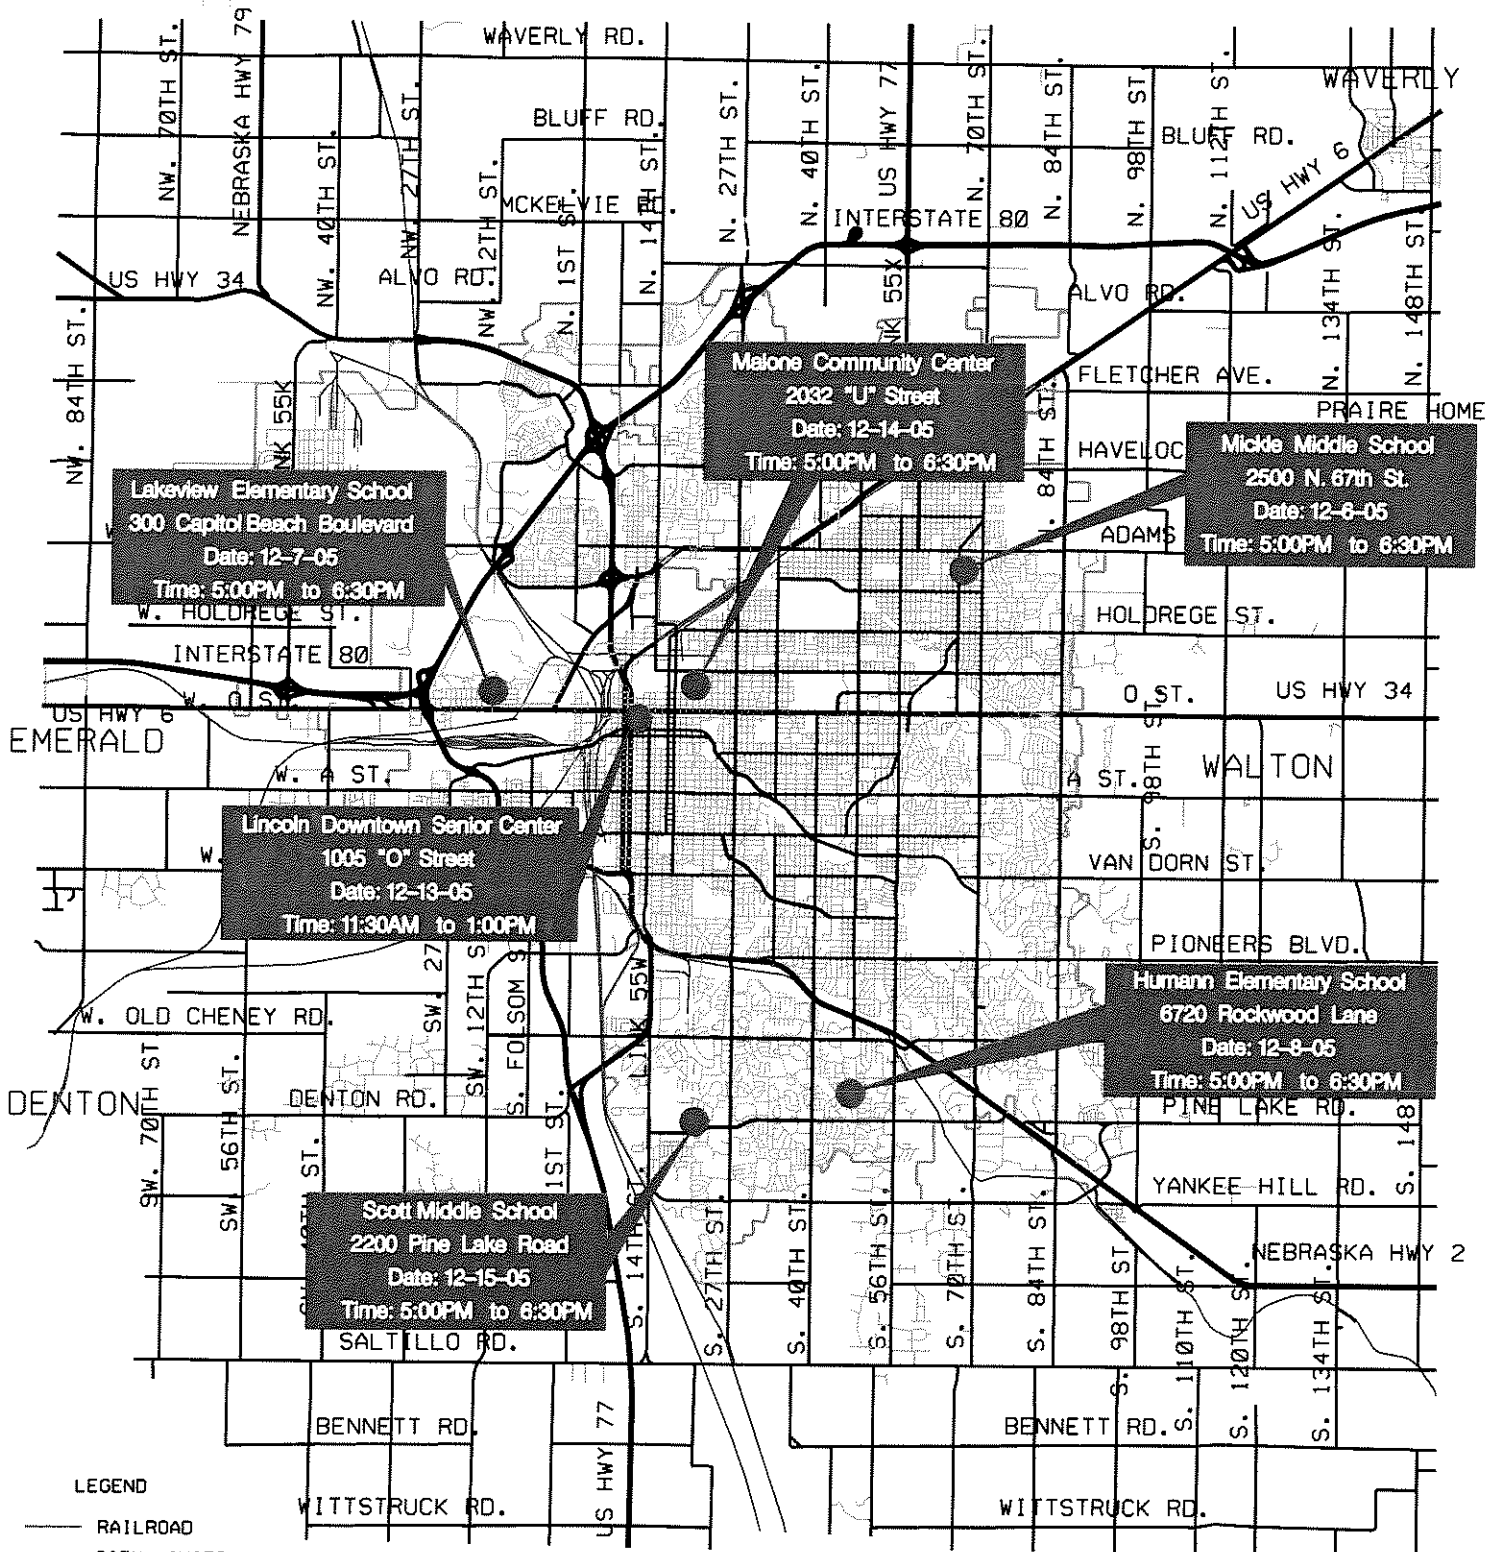 WAVERLY RD.
NW. 70TH ST.
NEBRASKA HWY 79
NW. 40TH ST.
NW. 27TH ST.
NW. 12TH ST.
N. 1ST ST.
N. 14TH ST.
N. 27TH ST.
N. 40TH ST.
US HWY 77
N. 70TH ST.
N. 84TH ST.
N. 98TH ST.
N. 112TH ST.
WAVERLY
BLUFF RD.
BLUFF RD.
US HWY 6
MCKELVIE RD.
INTERSTATE 80
N. 134TH ST.
N. 148TH ST.
US HWY 34
ALVO RD.
ALVO RD.
NW. 84TH ST.
NK 55K
NK 55X
Malone Community Center
2032 "U" Street
Date: 12-14-05
Time: 5:00PM to 6:30PM
FLETCHER AVE.
PRAIRE HOME
N. 84TH ST.
HAVELOC
Mickle Middle School
2500 N. 67th St.
Date: 12-6-05
Time: 5:00PM to 6:30PM
Lakeview Elementary School
300 Capitol Beach Boulevard
Date: 12-7-05
Time: 5:00PM to 6:30PM
ADAMS
W. HOLDREGE ST.
HOLDREGE ST.
INTERSTATE 80
W. O S
O ST.
US HWY 34
US HWY 6
EMERALD
W. A ST.
A ST.
S. 98TH ST
WALTON
Lincoln Downtown Senior Center
1005 "O" Street
Date: 12-13-05
Time: 11:30AM to 1:00PM
W.
VAN DORN ST.
PIONEERS BLVD.
SW. 27
SW. 12TH S
S. FOLSOM S
LINK 55W
Humann Elementary School
6720 Rockwood Lane
Date: 12-8-05
Time: 5:00PM to 6:30PM
W. OLD CHENEY RD.
DENTON
DENTON RD.
PINE LAKE RD.
SW. 70TH ST
SW. 56TH ST.
1ST ST.
S. 148
YANKEE HILL RD.
Scott Middle School
2200 Pine Lake Road
Date: 12-15-05
Time: 5:00PM to 6:30PM
S. 14TH ST.
S. 27TH ST.
S. 40TH ST.
S. 56TH ST.
S. 70TH ST.
S. 84TH ST.
S. 98TH ST
S. 110TH ST.
S. 120TH S
S. 134TH ST.
NEBRASKA HWY 2
SALTILLO RD.
BENNETT RD.
BENNETT RD.
US HWY 77
LEGEND
RAILROAD
WITTSTRUCK RD.
WITTSTRUCK RD.